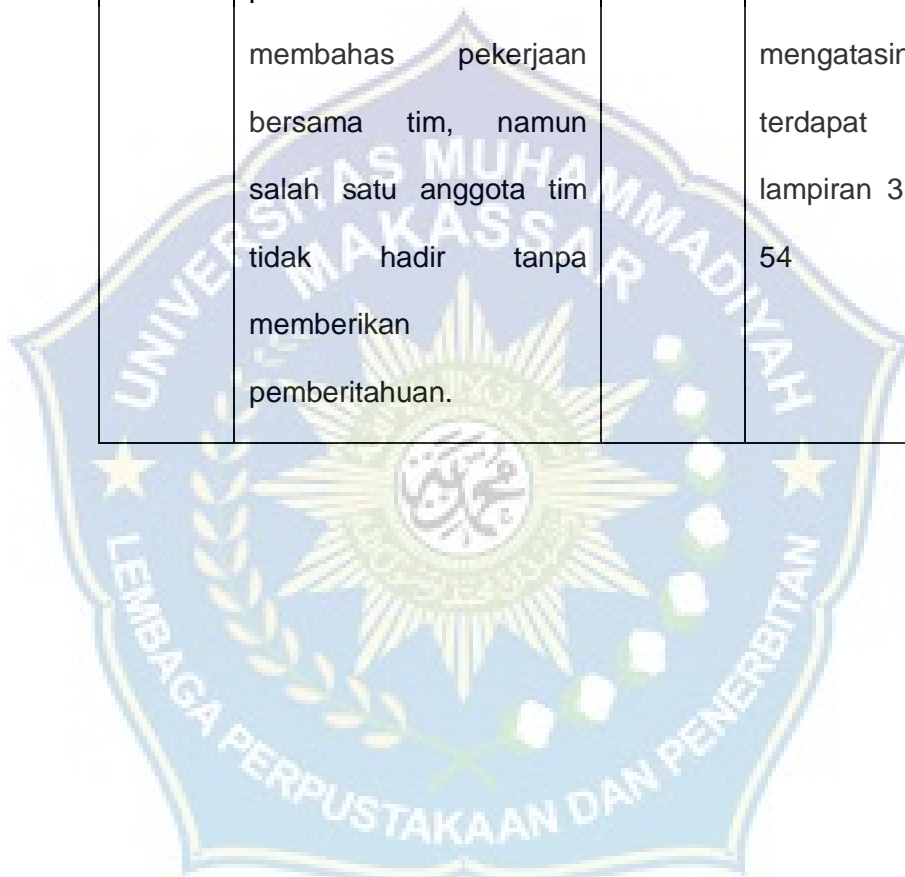 membahas pekerjaan
bersama tim, namun
salah satu anggota tim
tidak hadir tanpa
memberikan
pemberitahuan.
terdapat
lampiran 3
54
UNIVERSITAS MUHAMMADIYAH
MAKASSAR
LEMBAGA PERPUSTAKAAN DAN PENERBITAN